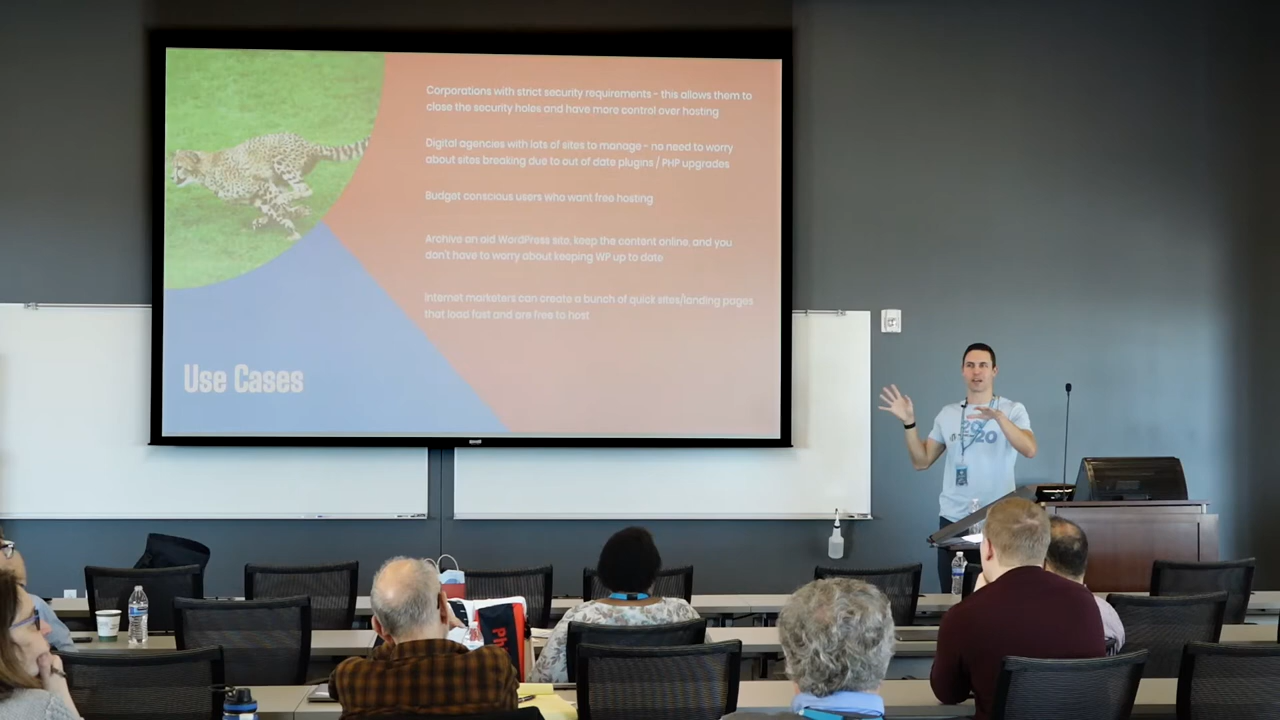 Corporations with strict security requirements - this allows them to
close the security holes and have more control over hosting
Digital agencies with lots of sites to manage - no need to worry
about sites breaking due to out of date plugins / PHP upgrades
Budget conscious users who want free hosting
Archive an old WordPress site, keep the content online, and you
don't have to worry about keeping WP up to date
Internet marketers can create a bunch of quick sites/landing pages
that load fast and are free to host
Use Cases
2020